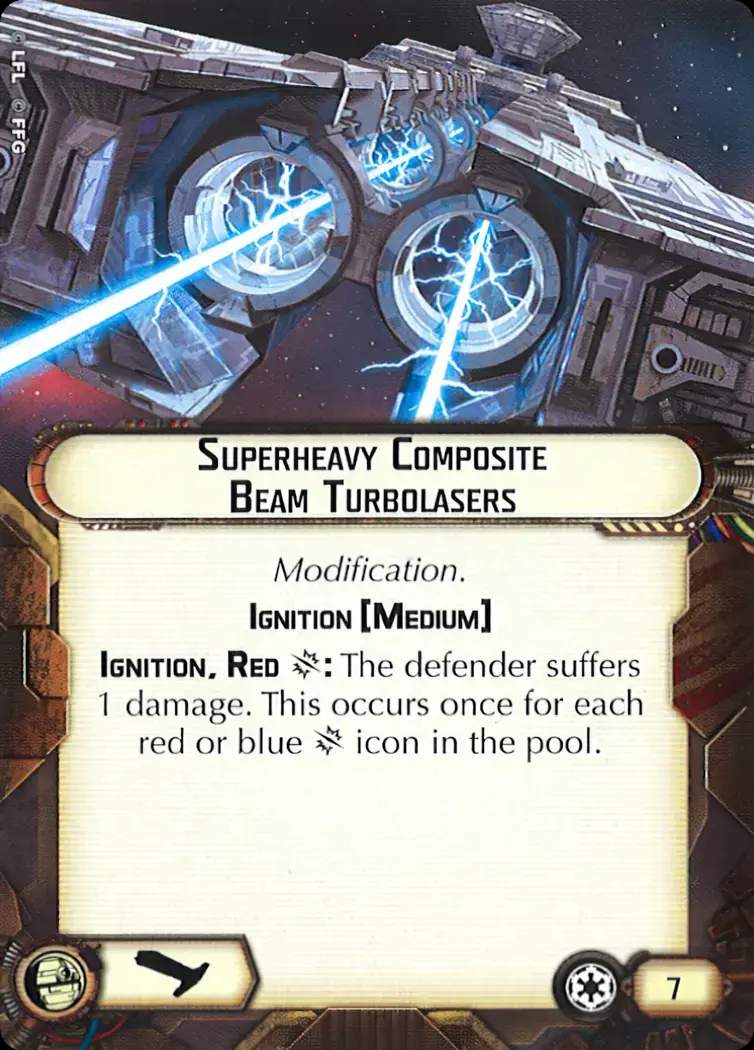 © LFL © FFG
Superheavy Composite
Beam Turbolasers
Modification.
Ignition [Medium]
Ignition, Red : The defender suffers
1 damage. This occurs once for each
red or blue icon in the pool.
7